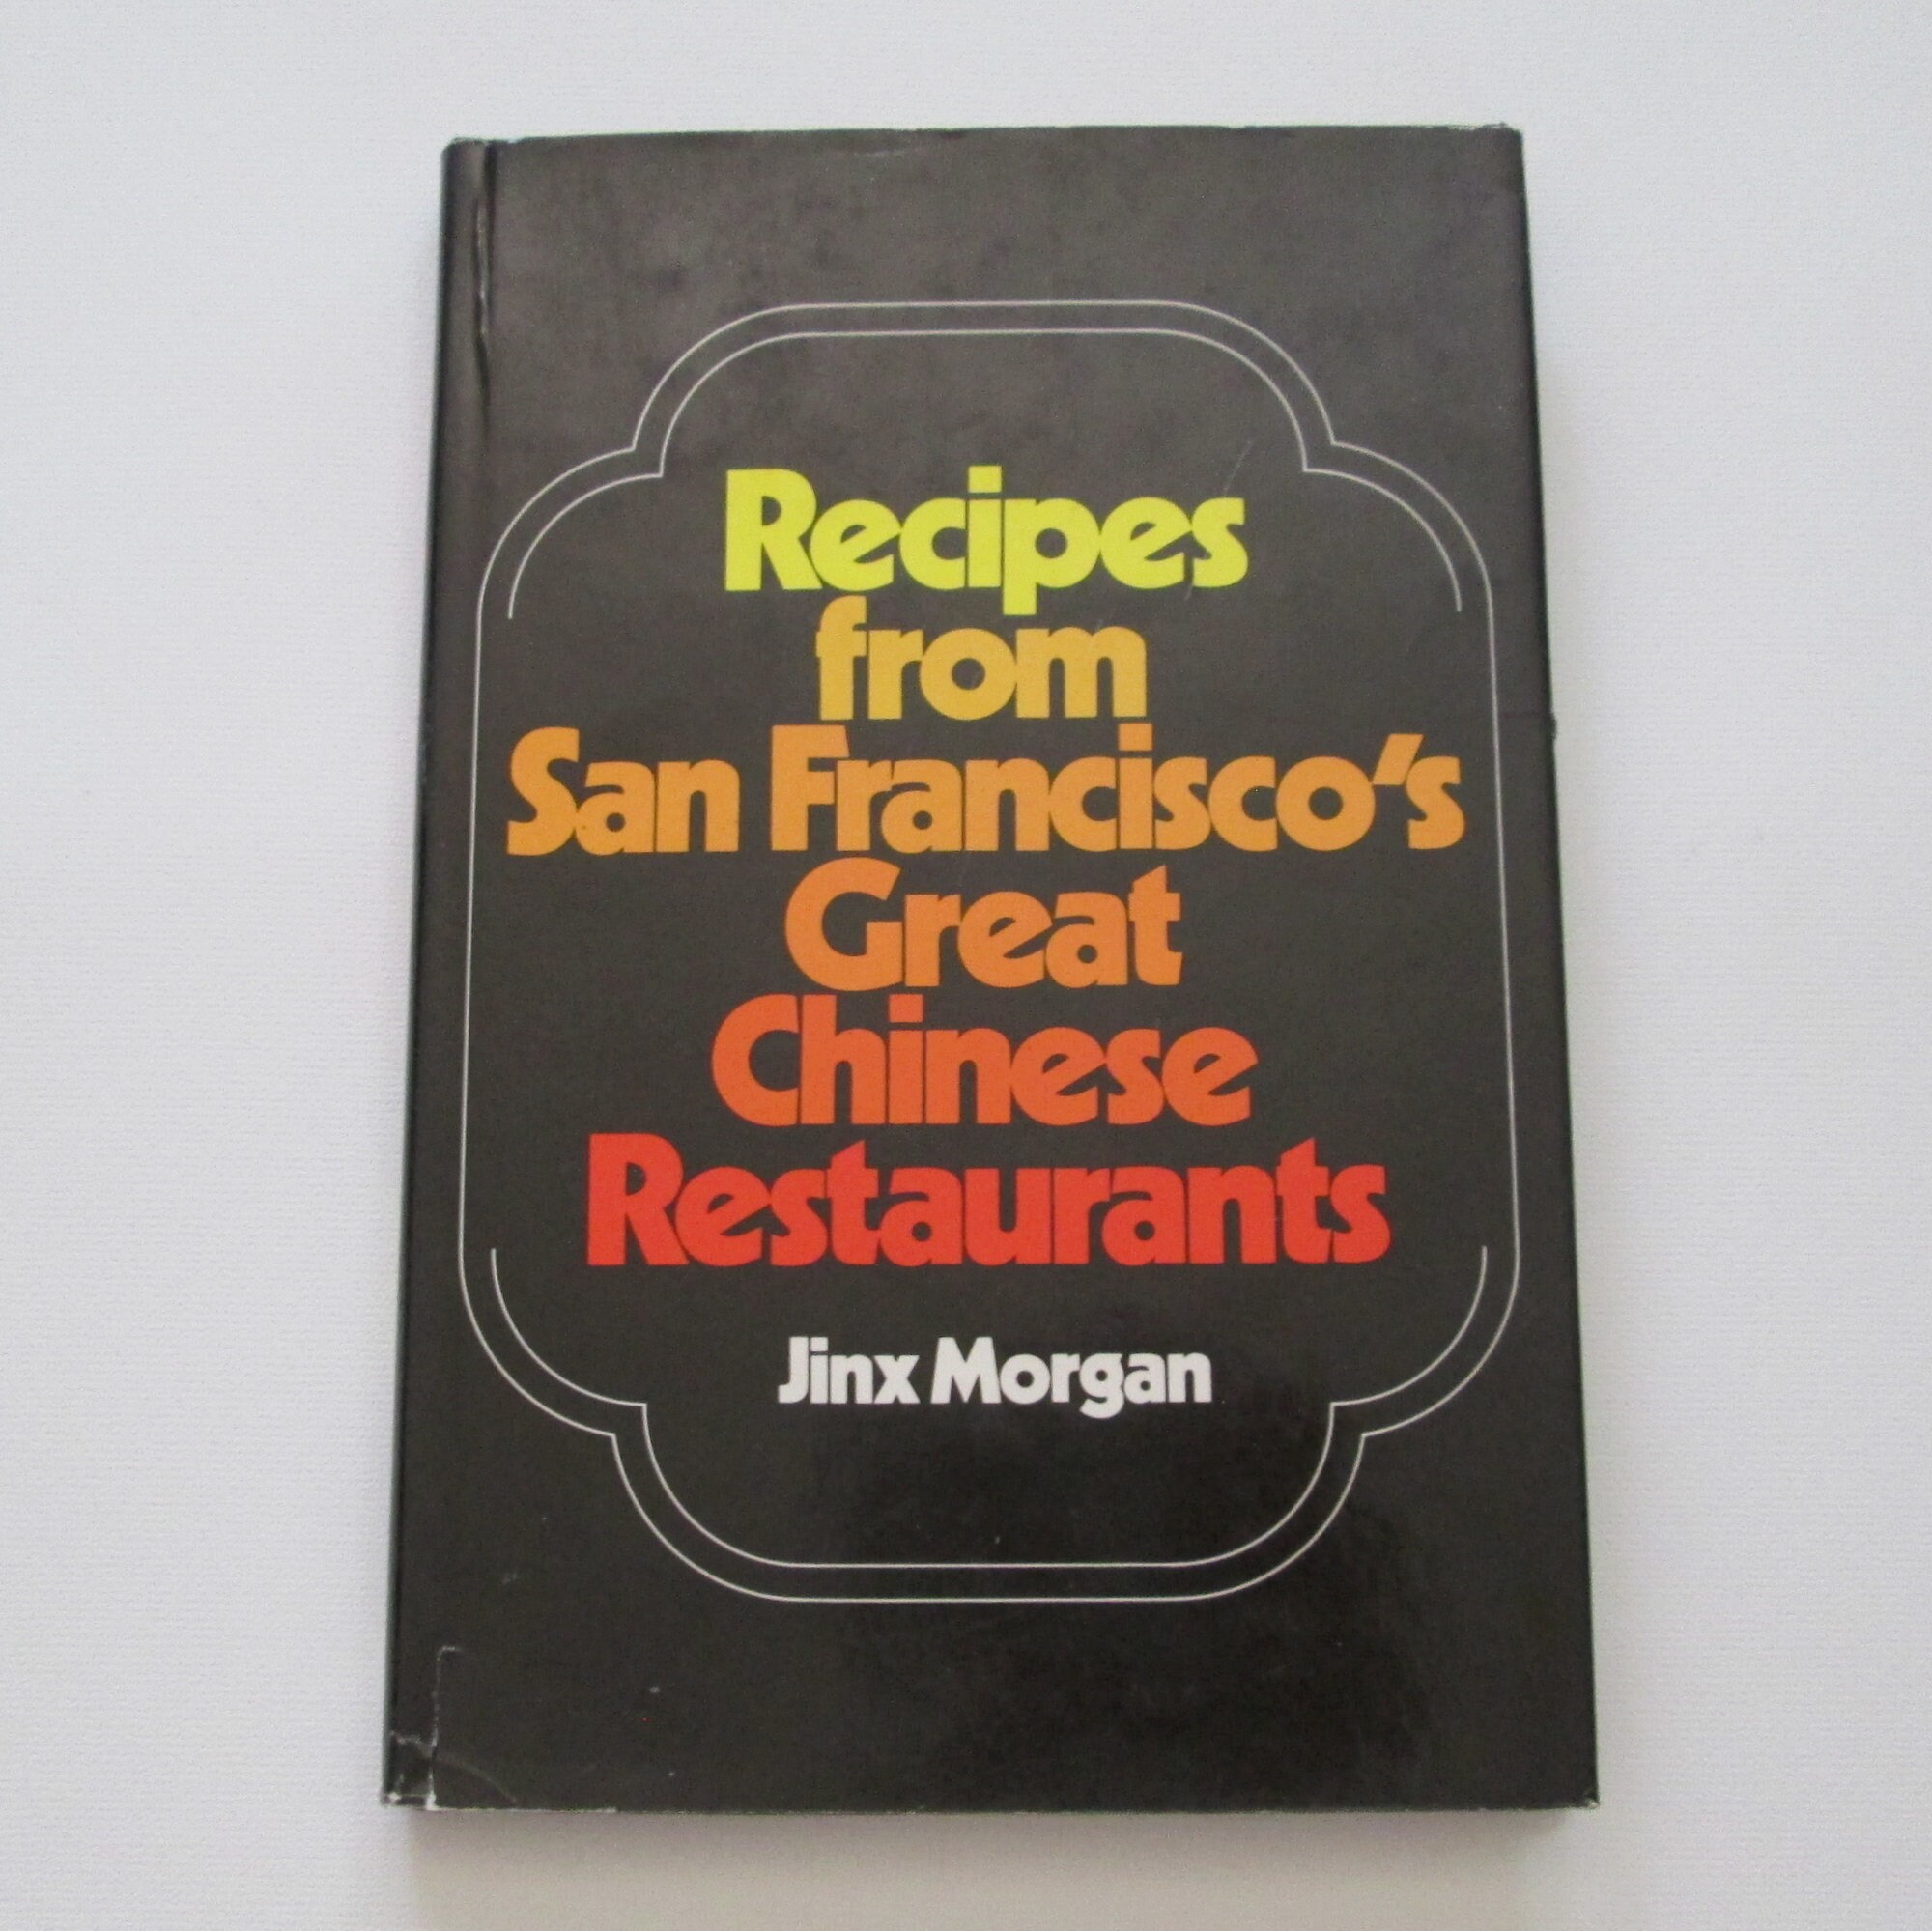 Recipes
from
San Francisco's
Great
Chinese
Restaurants
Jinx Morgan